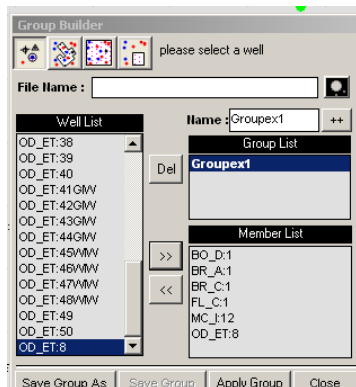 Group Builder
please select a well
File Name :
Well List
Name : Groupex1 ++
Group List
OD_ET:38
OD_ET:39
OD_ET:40
OD_ET:41GIW
OD_ET:42GIW
OD_ET:43GIW
OD_ET:44GIW
OD_ET:45WIW
OD_ET:46WIW
OD_ET:47WIW
OD_ET:48WIW
OD_ET:49
OD_ET:50
OD_ET:8
Del
>>
<<
Groupex1
Member List
BO_D:1
BR_A:1
BR_C:1
FL_C:1
MC_I:12
OD_ET:8
Save Group As Save Group Apply Group Close